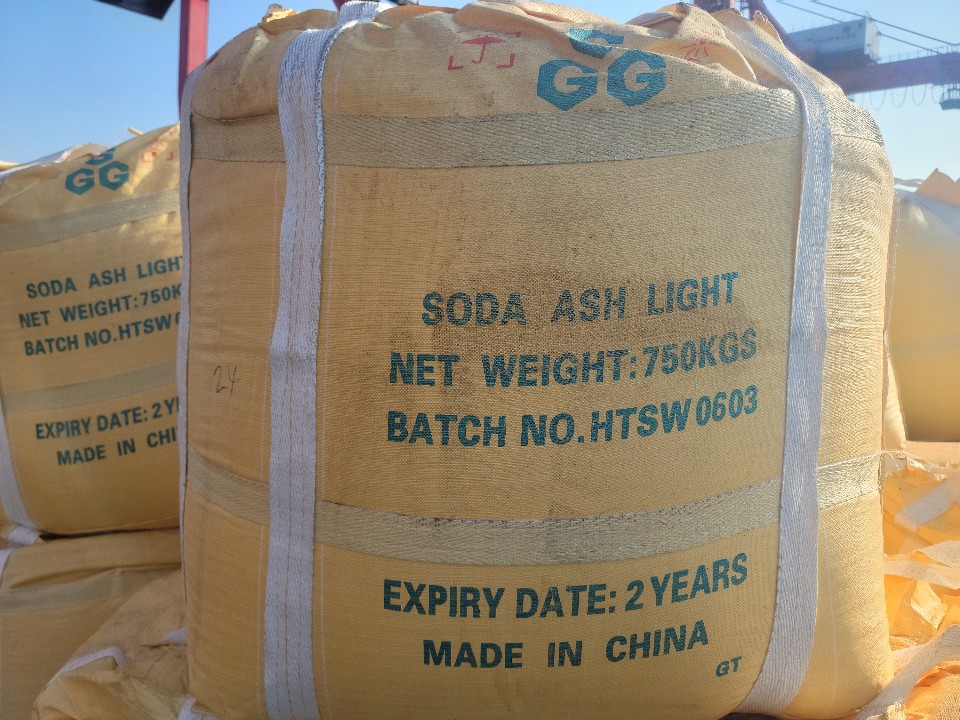 G
GG
SODA ASH LIGHT
NET WEIGHT:750KGS
BATCH NO.HTSW0603
24
EXPIRY DATE: 2 YEARS
MADE IN CHINA
GT
G
GG
SODA ASH LIGHT
NET WEIGHT:750K
BATCH NO.HTSW
EXPIRY DATE: 2 Y
MADE IN CHI